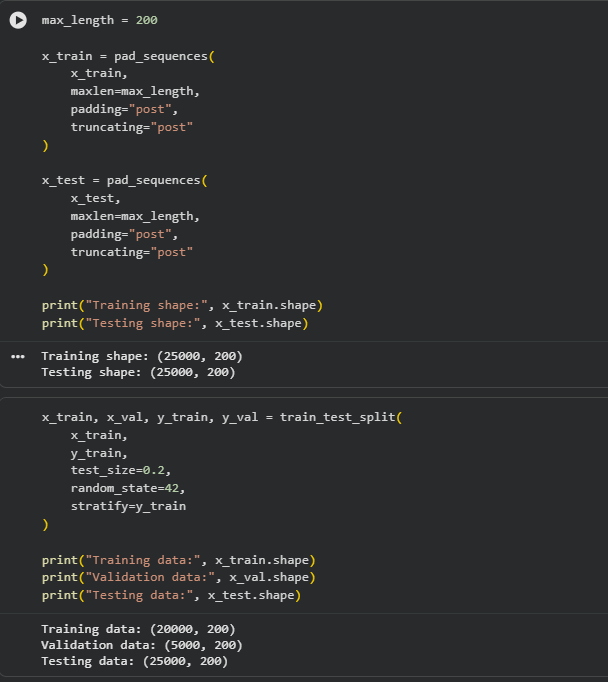 max_length = 200
x_train = pad_sequences(
    x_train,
    maxlen=max_length,
    padding="post",
    truncating="post"
)
x_test = pad_sequences(
    x_test,
    maxlen=max_length,
    padding="post",
    truncating="post"
)
print("Training shape:", x_train.shape)
print("Testing shape:", x_test.shape)
Training shape: (25000, 200)
Testing shape: (25000, 200)
x_train, x_val, y_train, y_val = train_test_split(
    x_train,
    y_train,
    test_size=0.2,
    random_state=42,
    stratify=y_train
)
print("Training data:", x_train.shape)
print("Validation data:", x_val.shape)
print("Testing data:", x_test.shape)
Training data: (20000, 200)
Validation data: (5000, 200)
Testing data: (25000, 200)